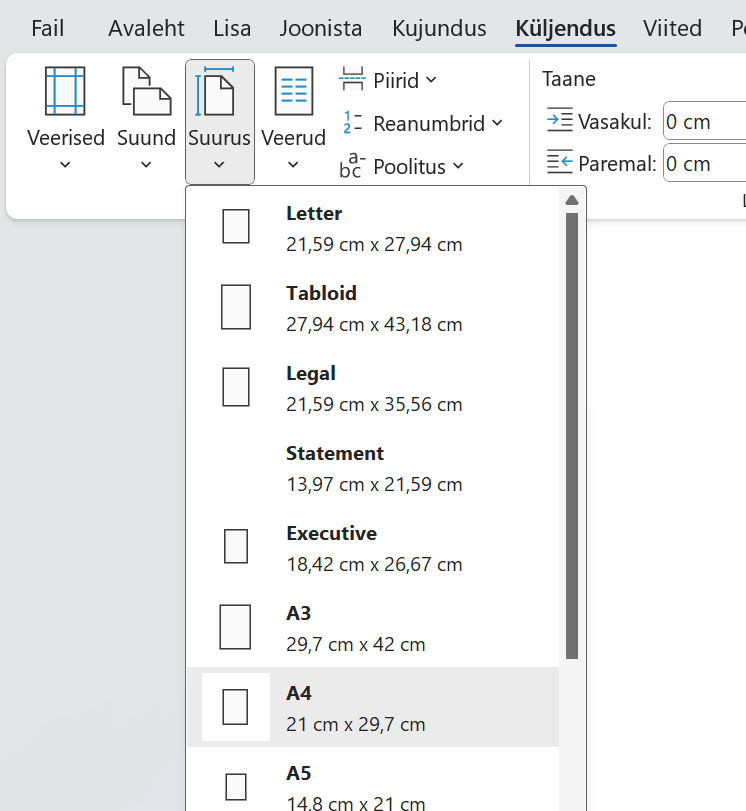 Fail Avaleht Lisa Joonista Kujundus Küljendus Viited
Veerised Suund Suurus Veerud
Piirid
Reanumbrid
Poolitus
Taane
Vasakul: 0 cm
Paremal: 0 cm
Letter
21,59 cm x 27,94 cm
Tabloid
27,94 cm x 43,18 cm
Legal
21,59 cm x 35,56 cm
Statement
13,97 cm x 21,59 cm
Executive
18,42 cm x 26,67 cm
A3
29,7 cm x 42 cm
A4
21 cm x 29,7 cm
A5
14,8 cm x 21 cm